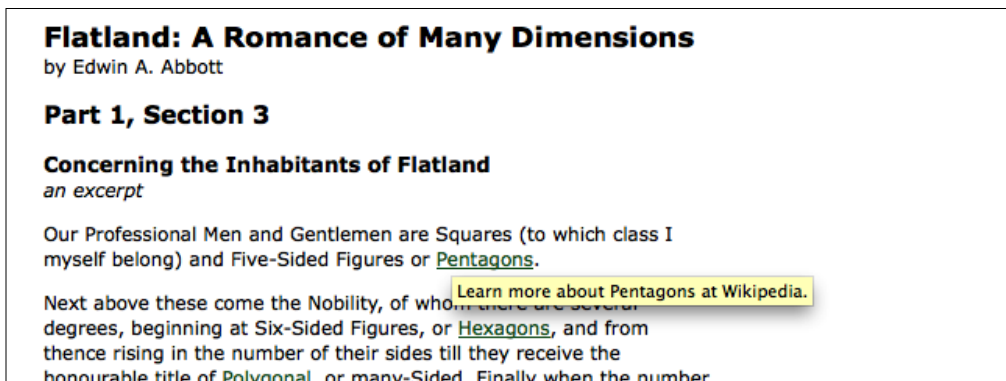 Flatland: A Romance of Many Dimensions
by Edwin A. Abbott
Part 1, Section 3
Concerning the Inhabitants of Flatland
an excerpt
Our Professional Men and Gentlemen are Squares (to which class I
myself belong) and Five-Sided Figures or Pentagons.
Learn more about Pentagons at Wikipedia.
Next above these come the Nobility, of whom there are several
degrees, beginning at Six-Sided Figures, or Hexagons, and from
thence rising in the number of their sides till they receive the
honourable title of Polygonal, or many-Sided. Finally when the number